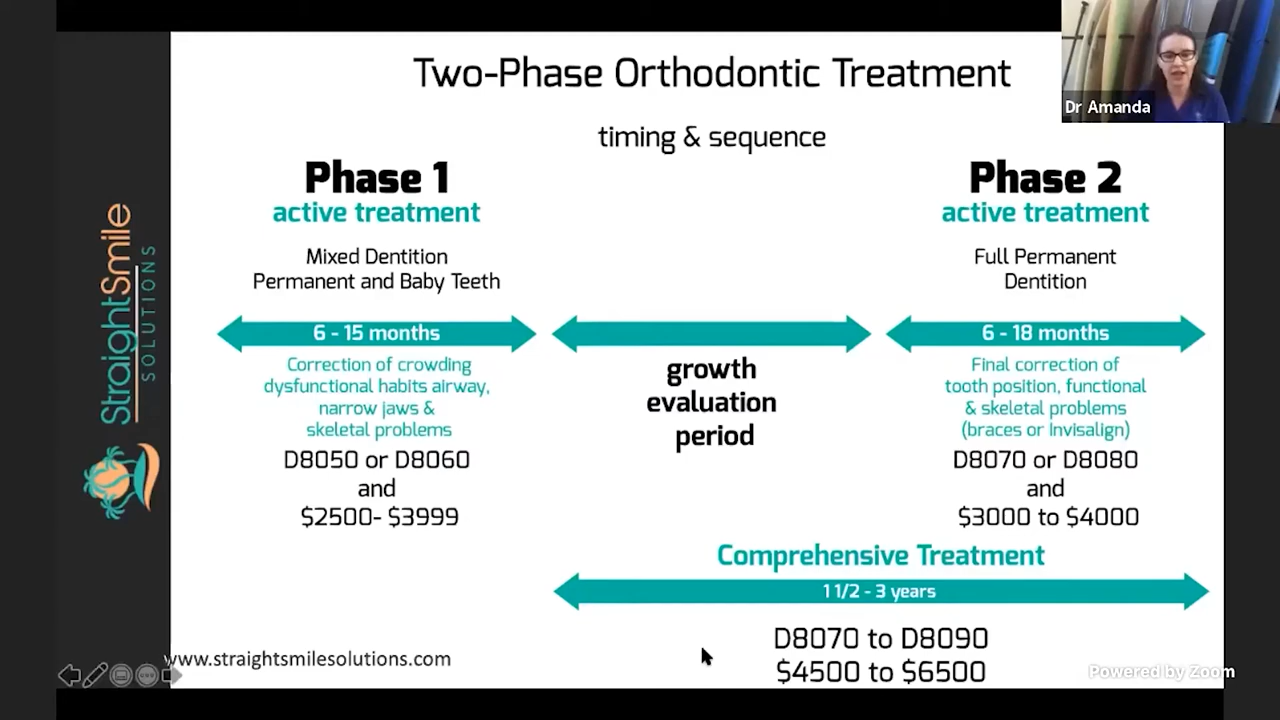 Two-Phase Orthodontic Treatment
timing & sequence
Dr Amanda
StraightSmile
SOLUTIONS
Phase 1
active treatment
Mixed Dentition
Permanent and Baby Teeth
6 - 15 months
Correction of crowding
dysfunctional habits airway,
narrow jaws &
skeletal problems
D8050 or D8060
and
$2500- $3999
growth
evaluation
period
Phase 2
active treatment
Full Permanent
Dentition
6 - 18 months
Final correction of
tooth position, functional
& skeletal problems
(braces or Invisalign)
D8070 or D8080
and
$3000 to $4000
Comprehensive Treatment
1 1/2 - 3 years
D8070 to D8090
$4500 to $6500
www.straightsmilesolutions.com
Powered by Zoom